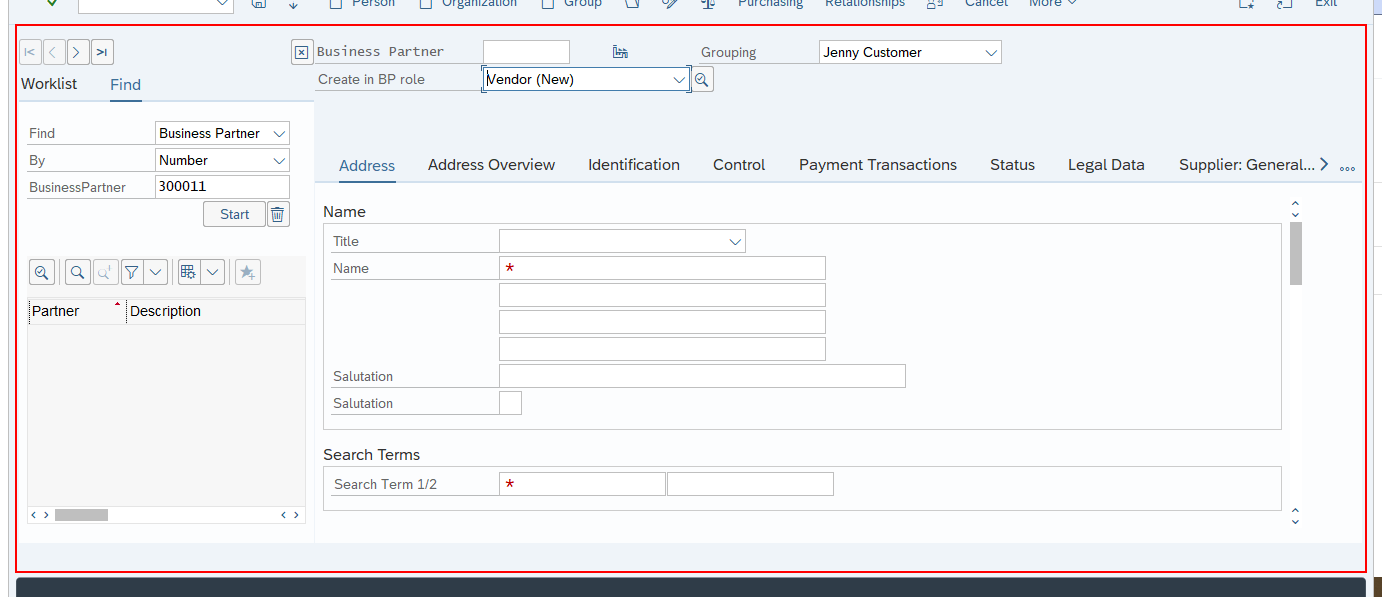 Person Organization Group Purchasing Relationships Cancel More Exit
Business Partner Grouping Jenny Customer
Create in BP role Vendor (New)
Worklist Find
Find Business Partner
By Number
BusinessPartner 300011
Start
Partner Description
Address Address Overview Identification Control Payment Transactions Status Legal Data Supplier: General...
Name
Title
Name *
Salutation
Salutation
Search Terms
Search Term 1/2 *